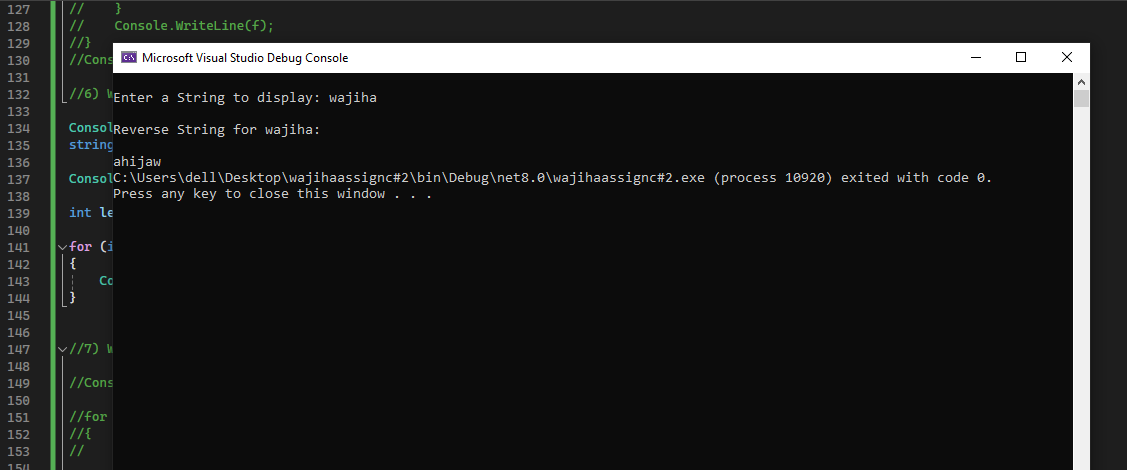 127 // }
128 // Console.WriteLine(f);
129 //}
130 //Cons
Microsoft Visual Studio Debug Console
131
132 //6) W
Enter a String to display: wajiha
133
134 Consol
Reverse String for wajiha:
135 string
136
ahijaw
137 Consol
C:\Users\dell\Desktop\wajihaassignc#2\bin\Debug\net8.0\wajihaassignc#2.exe (process 10920) exited with code 0.
138
Press any key to close this window . . .
139 int le
140
141 for (i
142 {
143 Co
144 }
145
146
147 //7) W
148
149 //Cons
150
151 //for
152 //{
153 //
154